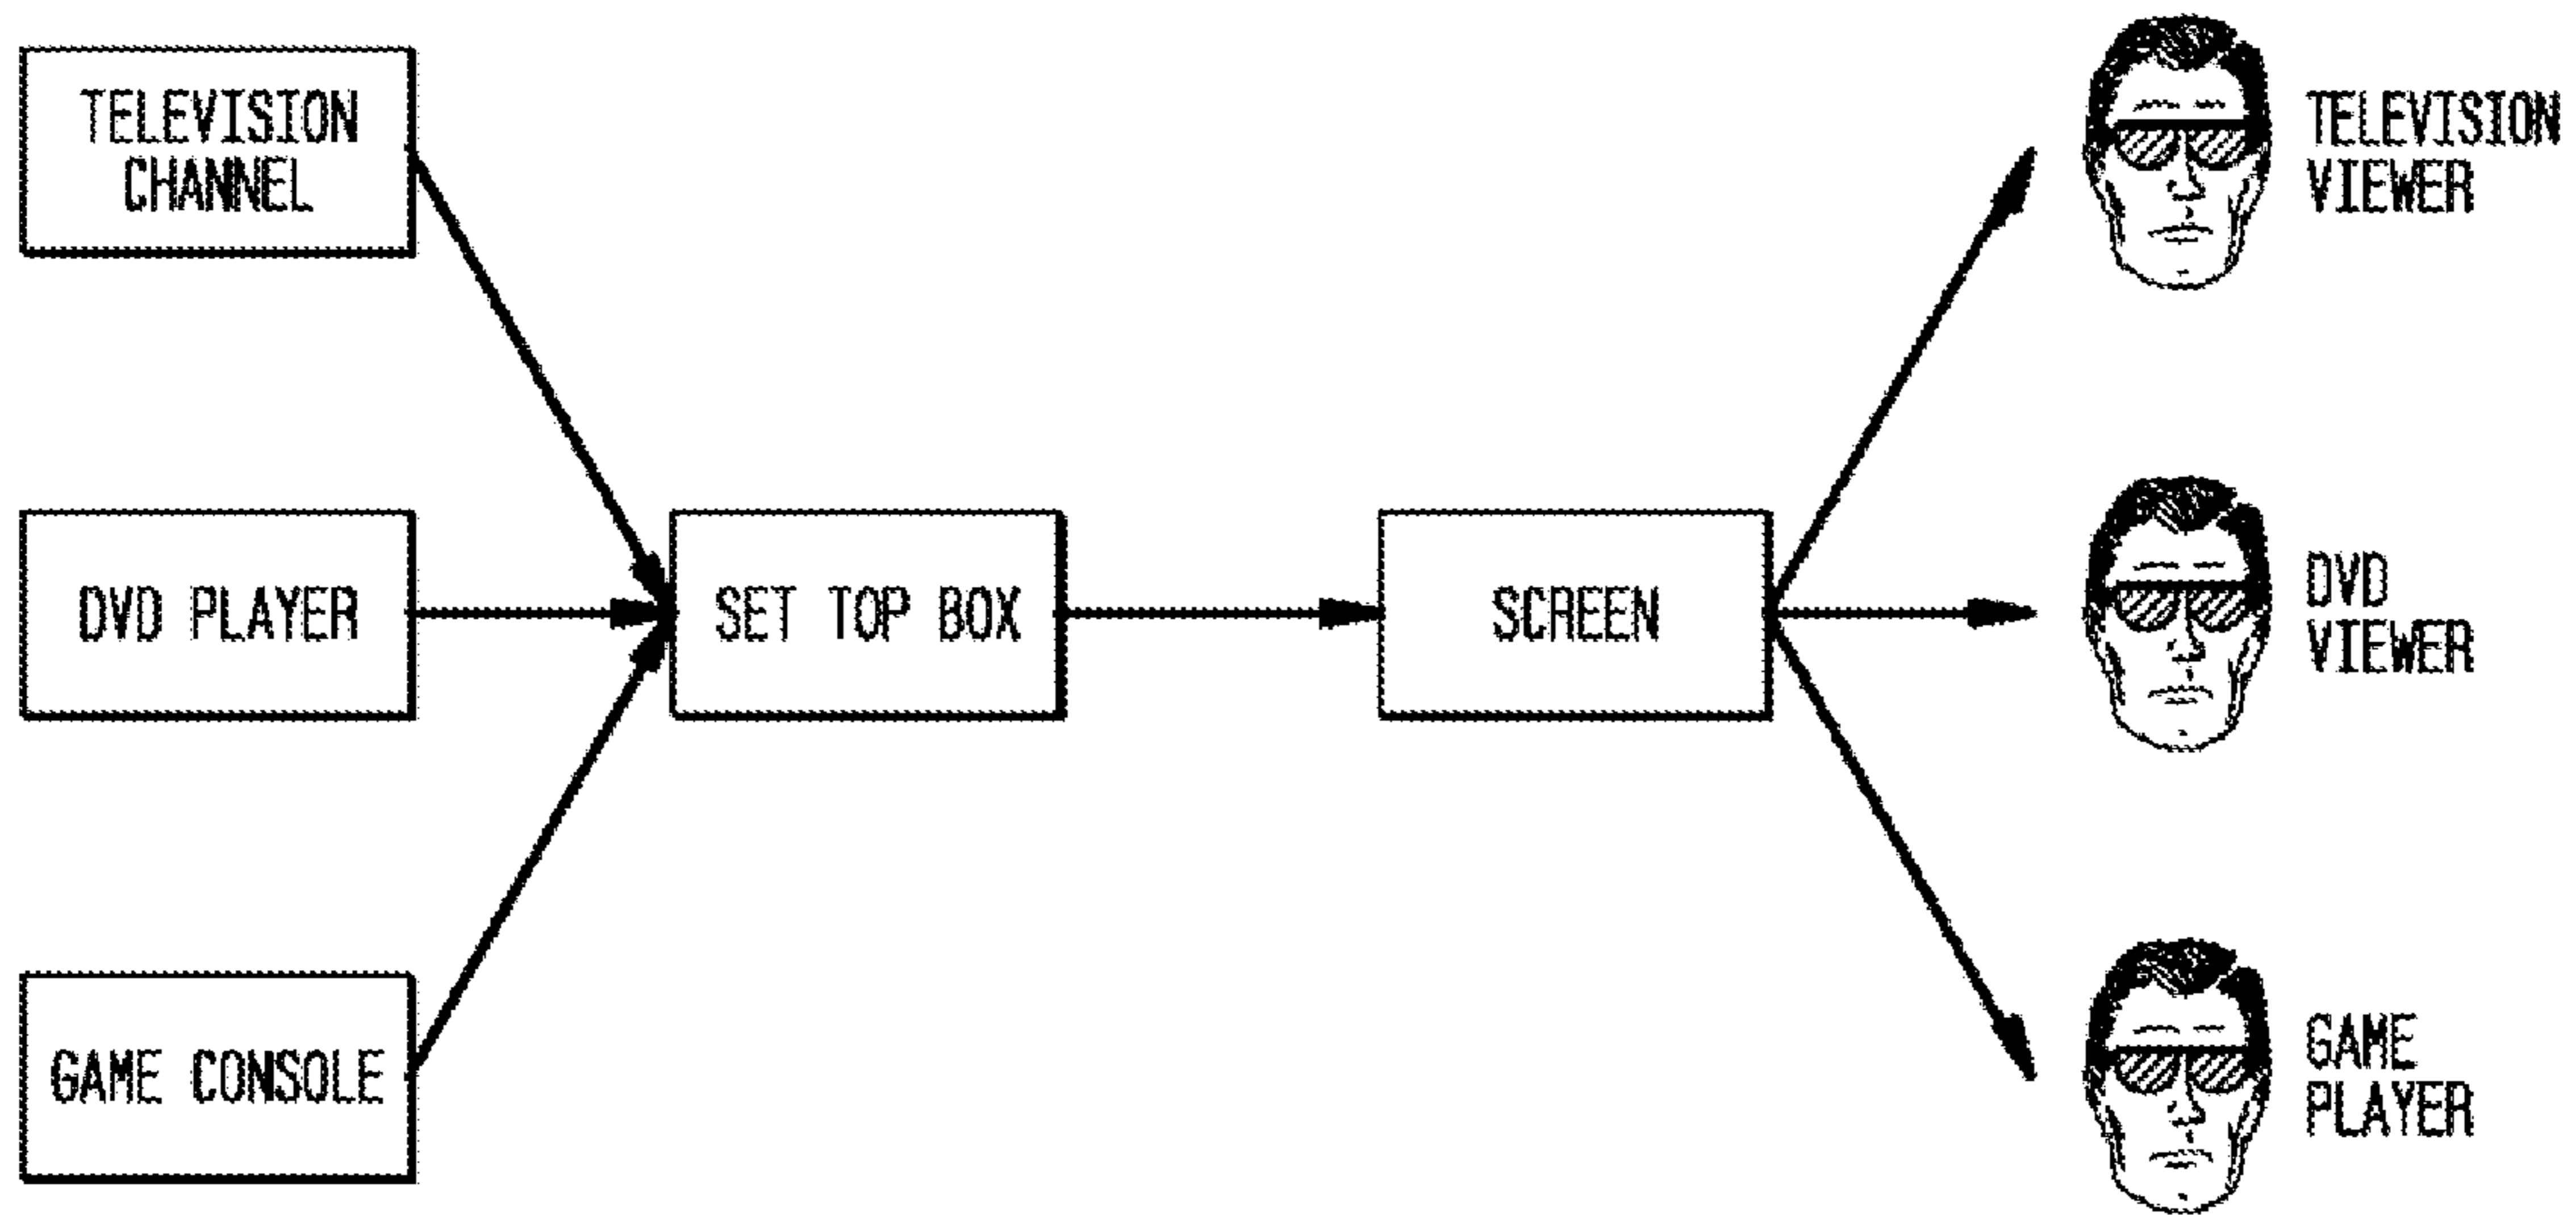 TELEVISION
CHANNEL
DVD PLAYER
GAME CONSOLE
SET TOP BOX
SCREEN
TELEVISION
VIEWER
DVD
VIEWER
GAME
PLAYER